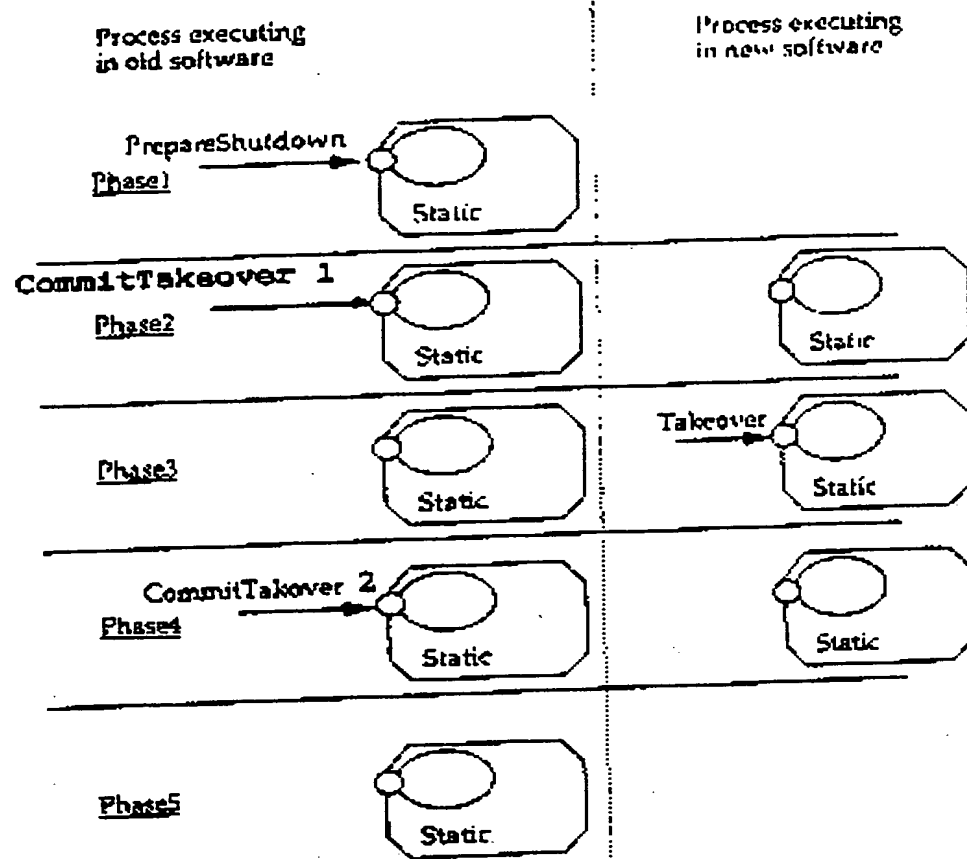 Process executing
in old software
Process executing
in new software
PrepareShutdown
Phase1
Static
CommitTakeover 1
Phase2
Static
Static
Takeover
Phase3
Static
Static
CommitTakover 2
Phase4
Static
Static
Phase5
Static